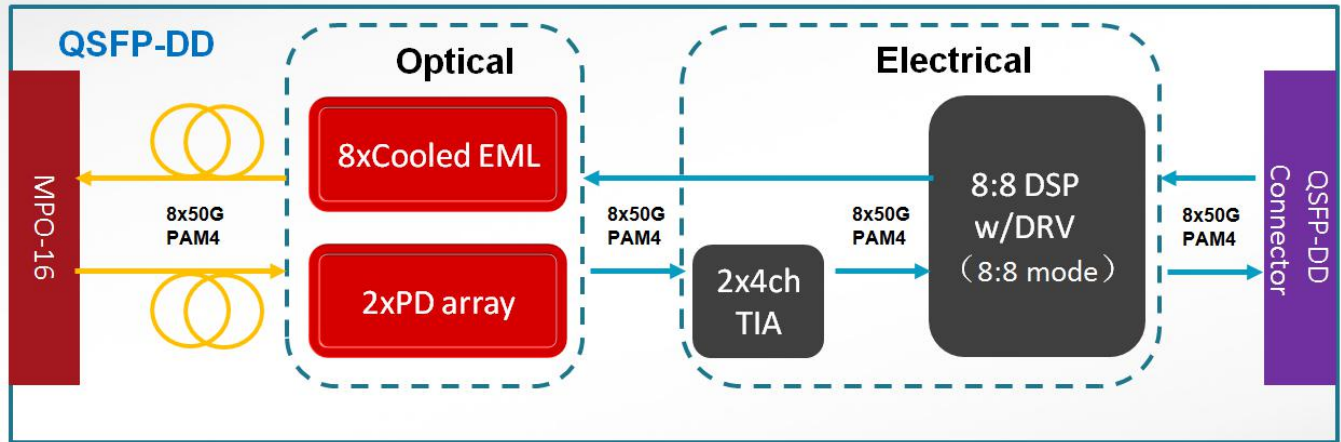 QSFP-DD
Optical
Electrical
MPO-16
8x50G
PAM4
8xCooled EML
2xPD array
8x50G
PAM4
2x4ch
TIA
8x50G
PAM4
8:8 DSP
w/DRV
（8:8 mode）
8x50G
PAM4
QSFP-DD
Connector